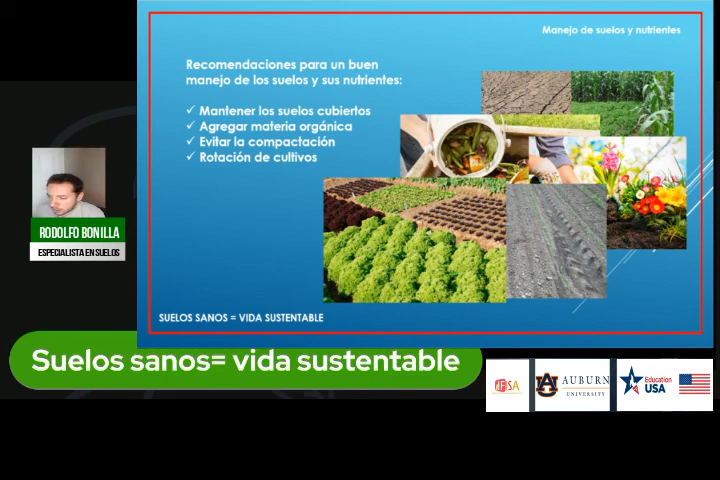 Manejo de suelos y nutrientes
Recomendaciones para un buen
manejo de los suelos y sus nutrientes:
✓ Mantener los suelos cubiertos
✓ Agregar materia orgánica
✓ Evitar la compactación
✓ Rotación de cultivos
RODOLFO BONILLA
ESPECIALISTA EN SUELOS
SUELOS SANOS = VIDA SUSTENTABLE
Suelos sanos= vida sustentable
AUBURN
UNIVERSITY
Education
USA